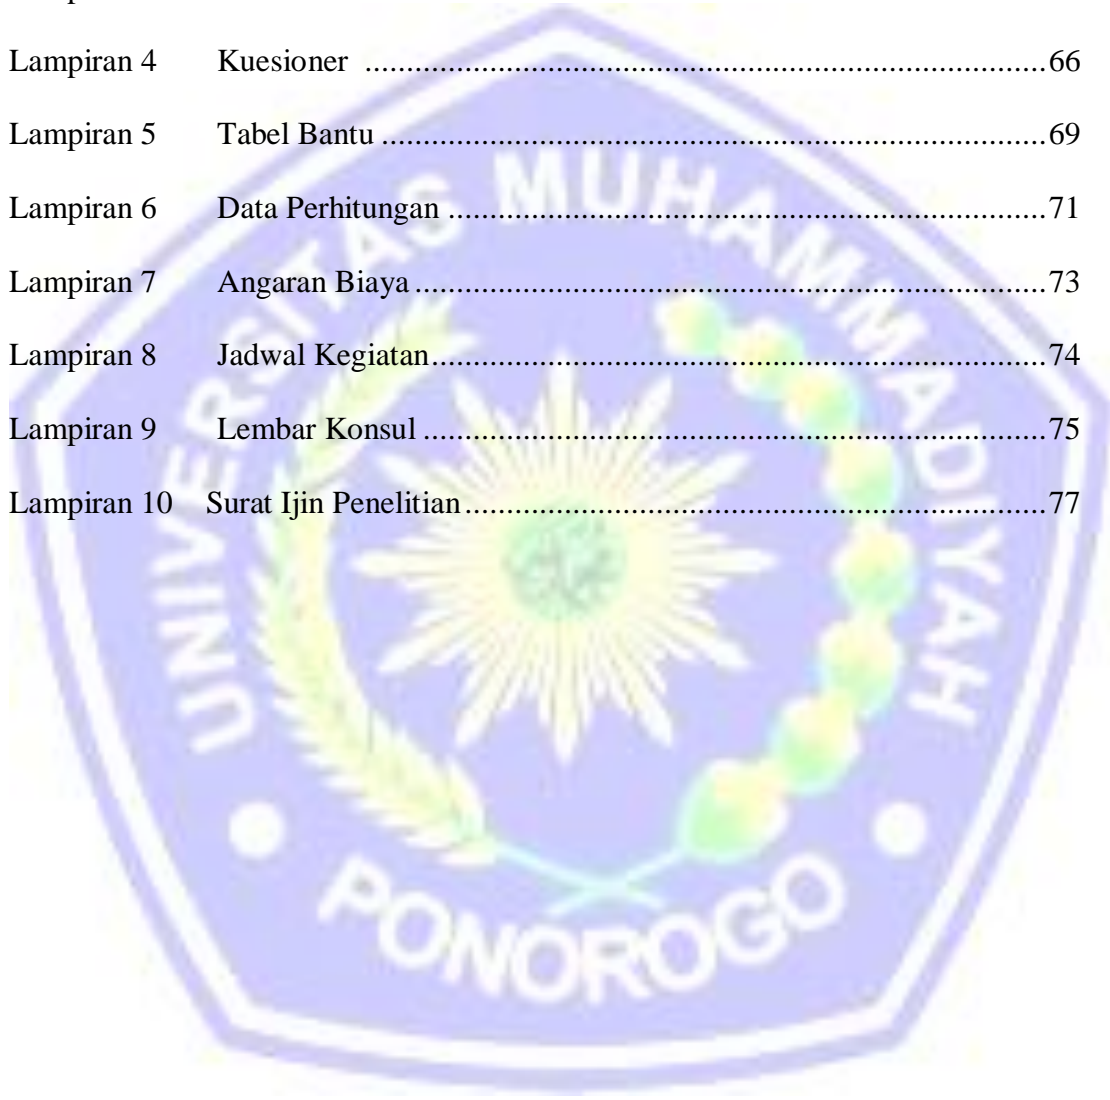 Lampiran 4 Kuesioner ........................................................................................66
Lampiran 5 Tabel Bantu ......................................................................................69
Lampiran 6 Data Perhitungan .............................................................................71
Lampiran 7 Angaran Biaya..................................................................................73
Lampiran 8 Jadwal Kegiatan................................................................................74
Lampiran 9 Lembar Konsul .................................................................................75
Lampiran 10 Surat Ijin Penelitian..........................................................................77
UNIVERSITAS MUHAMMADIYAH
PONOROGO